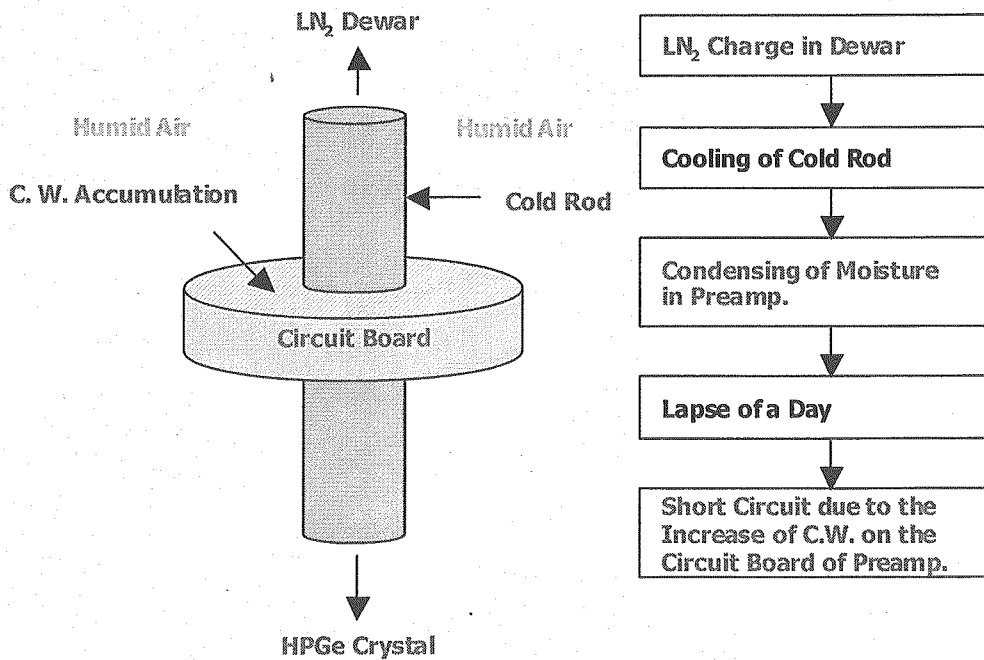 LN₂ Dewar
Humid Air
Humid Air
C. W. Accumulation
Cold Rod
Circuit Board
HPGe Crystal
LN₂ Charge in Dewar
Cooling of Cold Rod
Condensing of Moisture
in Preamp.
Lapse of a Day
Short Circuit due to the
Increase of C.W. on the
Circuit Board of Preamp.